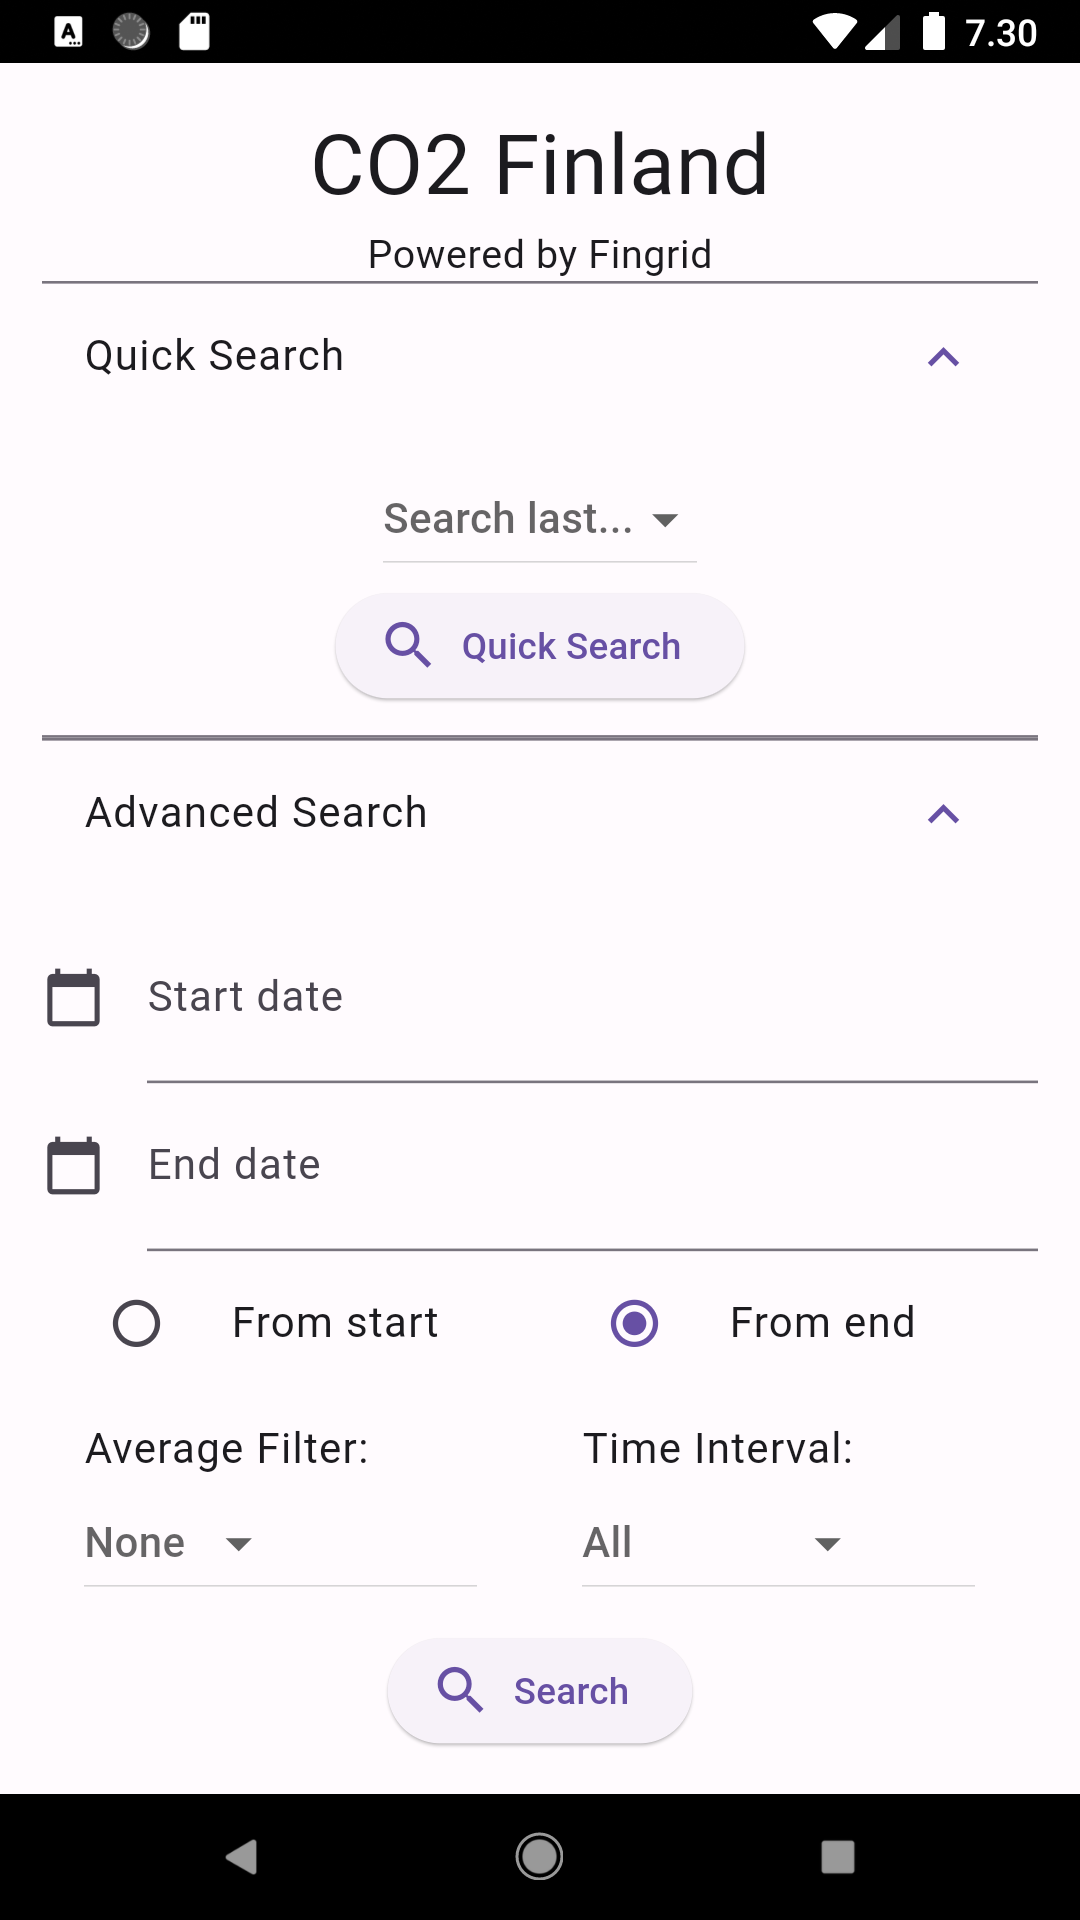 7.30
CO2 Finland
Powered by Fingrid
Quick Search
Search last...
Quick Search
Advanced Search
Start date
End date
From start From end
Average Filter: Time Interval:
None All
Search